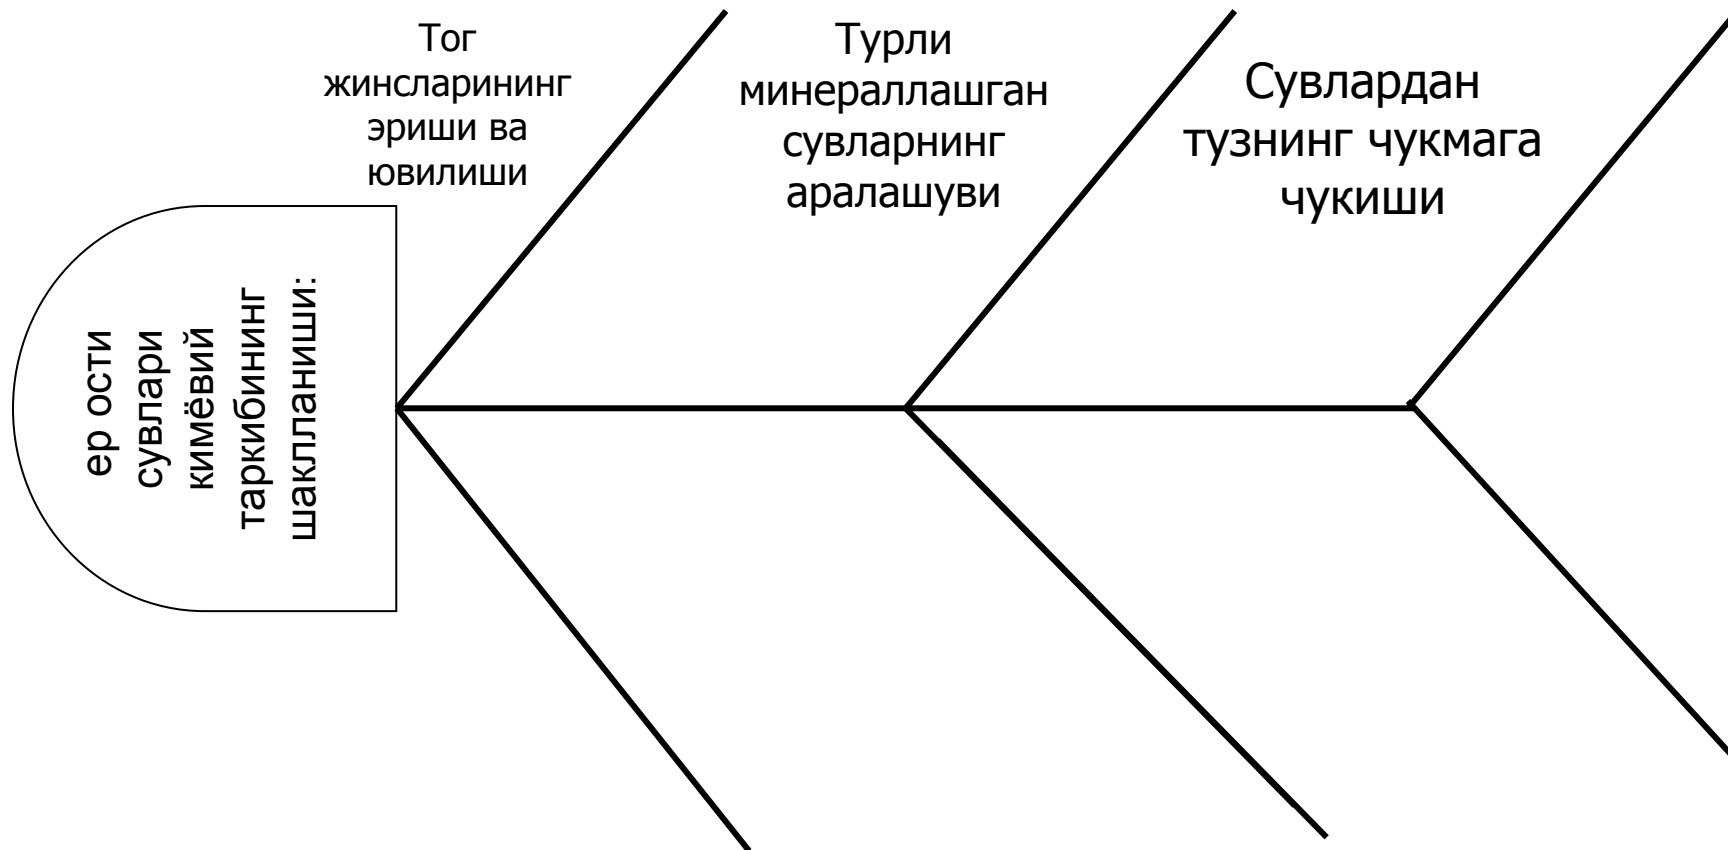 Тог
жинсларининг
эриши ва
ювилиши
Турли
минераллашган
сувларнинг
аралашуви
Сувлардан
тузнинг чукмага
чукиши
ер ости
сувлари
кимёвий
таркибининг
шаклланиши: